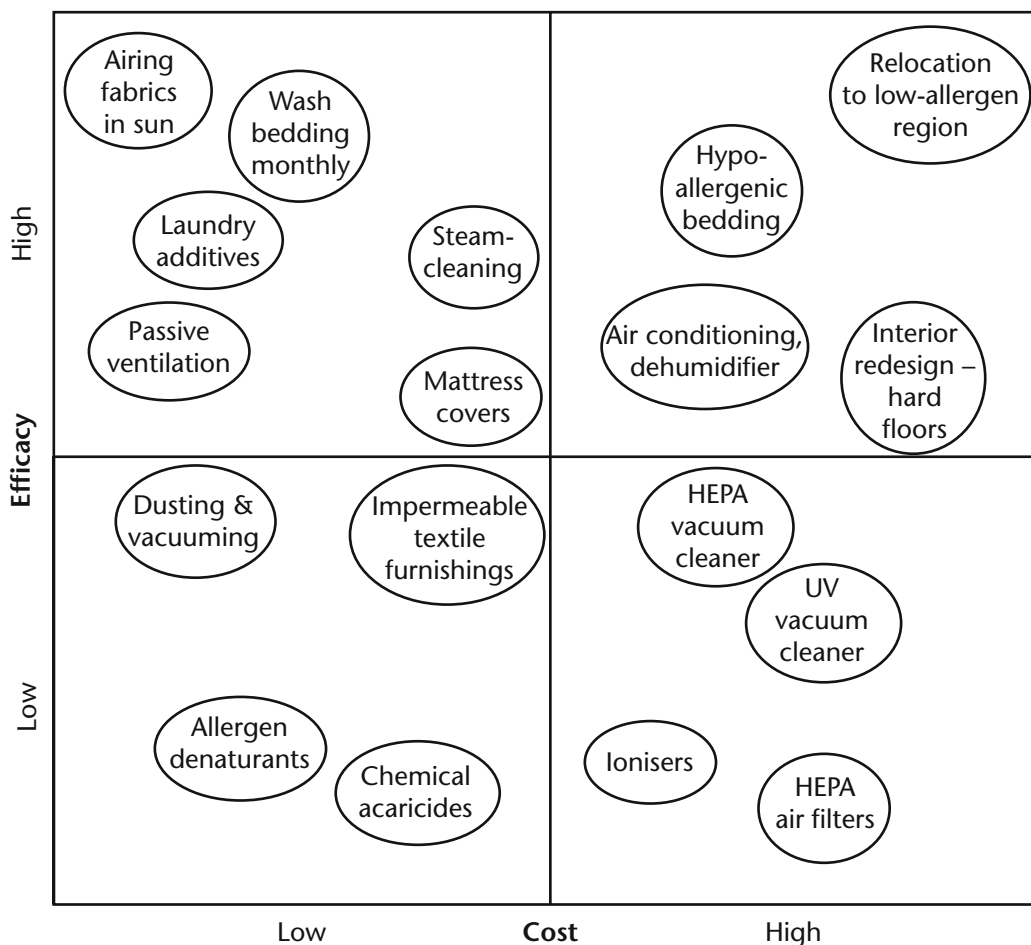 Airing
fabrics
in sun
Wash
bedding
monthly
Laundry
additives
Steam-
cleaning
Passive
ventilation
Mattress
covers
Relocation
to low-allergen
region
Hypo-
allergenic
bedding
Air conditioning,
dehumidifier
Interior
redesign –
hard
floors
High
Efficacy
Low
Dusting &
vacuuming
Impermeable
textile
furnishings
Allergen
denaturants
Chemical
acaricides
HEPA
vacuum
cleaner
UV
vacuum
cleaner
Ionisers
HEPA
air filters
Low
Cost
High